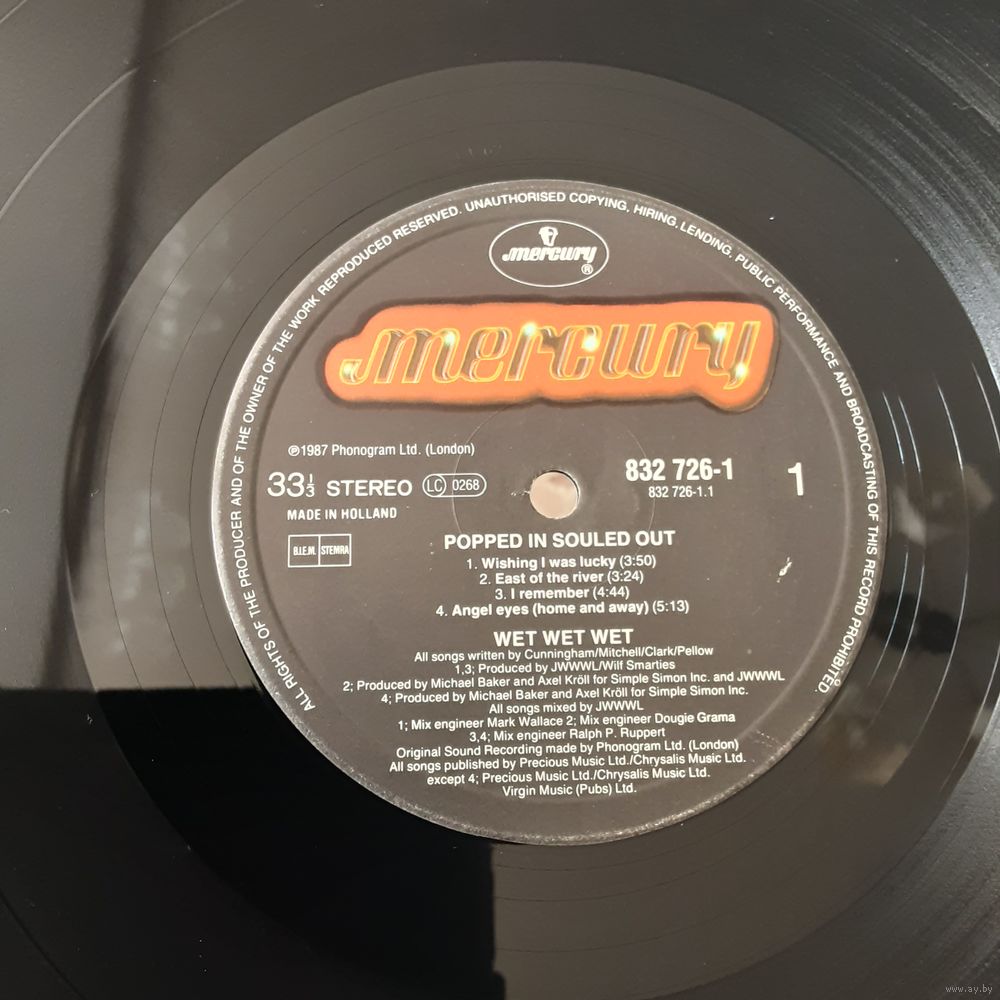 ALL RIGHTS OF THE PRODUCER AND OF THE OWNER OF THE WORK REPRODUCED RESERVED. UNAUTHORISED COPYING, HIRING, LENDING, PUBLIC PERFORMANCE AND BROADCASTING OF THIS RECORD PROHIBITED
mercury ®
mercury
℗1987 Phonogram Ltd. (London)
33⅓ STEREO LC 0268
MADE IN HOLLAND
B.I.E.M. STEMRA
832 726-1
832 726-1.1
1
POPPED IN SOULED OUT
1. Wishing I was lucky (3:50)
2. East of the river (3:24)
3. I remember (4:44)
4. Angel eyes (home and away) (5:13)
WET WET WET
All songs written by Cunningham/Mitchell/Clark/Pellow
1,3; Produced by JWWWL/Wilf Smarties
2; Produced by Michael Baker and Axel Kröll for Simple Simon Inc. and JWWWL
4; Produced by Michael Baker and Axel Kröll for Simple Simon Inc.
All songs mixed by JWWWL
1; Mix engineer Mark Wallace 2; Mix engineer Dougie Grama
3,4; Mix engineer Ralph P. Ruppert
Original Sound Recording made by Phonogram Ltd. (London)
All songs published by Precious Music Ltd./Chrysalis Music Ltd.
except 4; Precious Music Ltd./Chrysalis Music Ltd.
Virgin Music (Pubs) Ltd.
www.ay.by